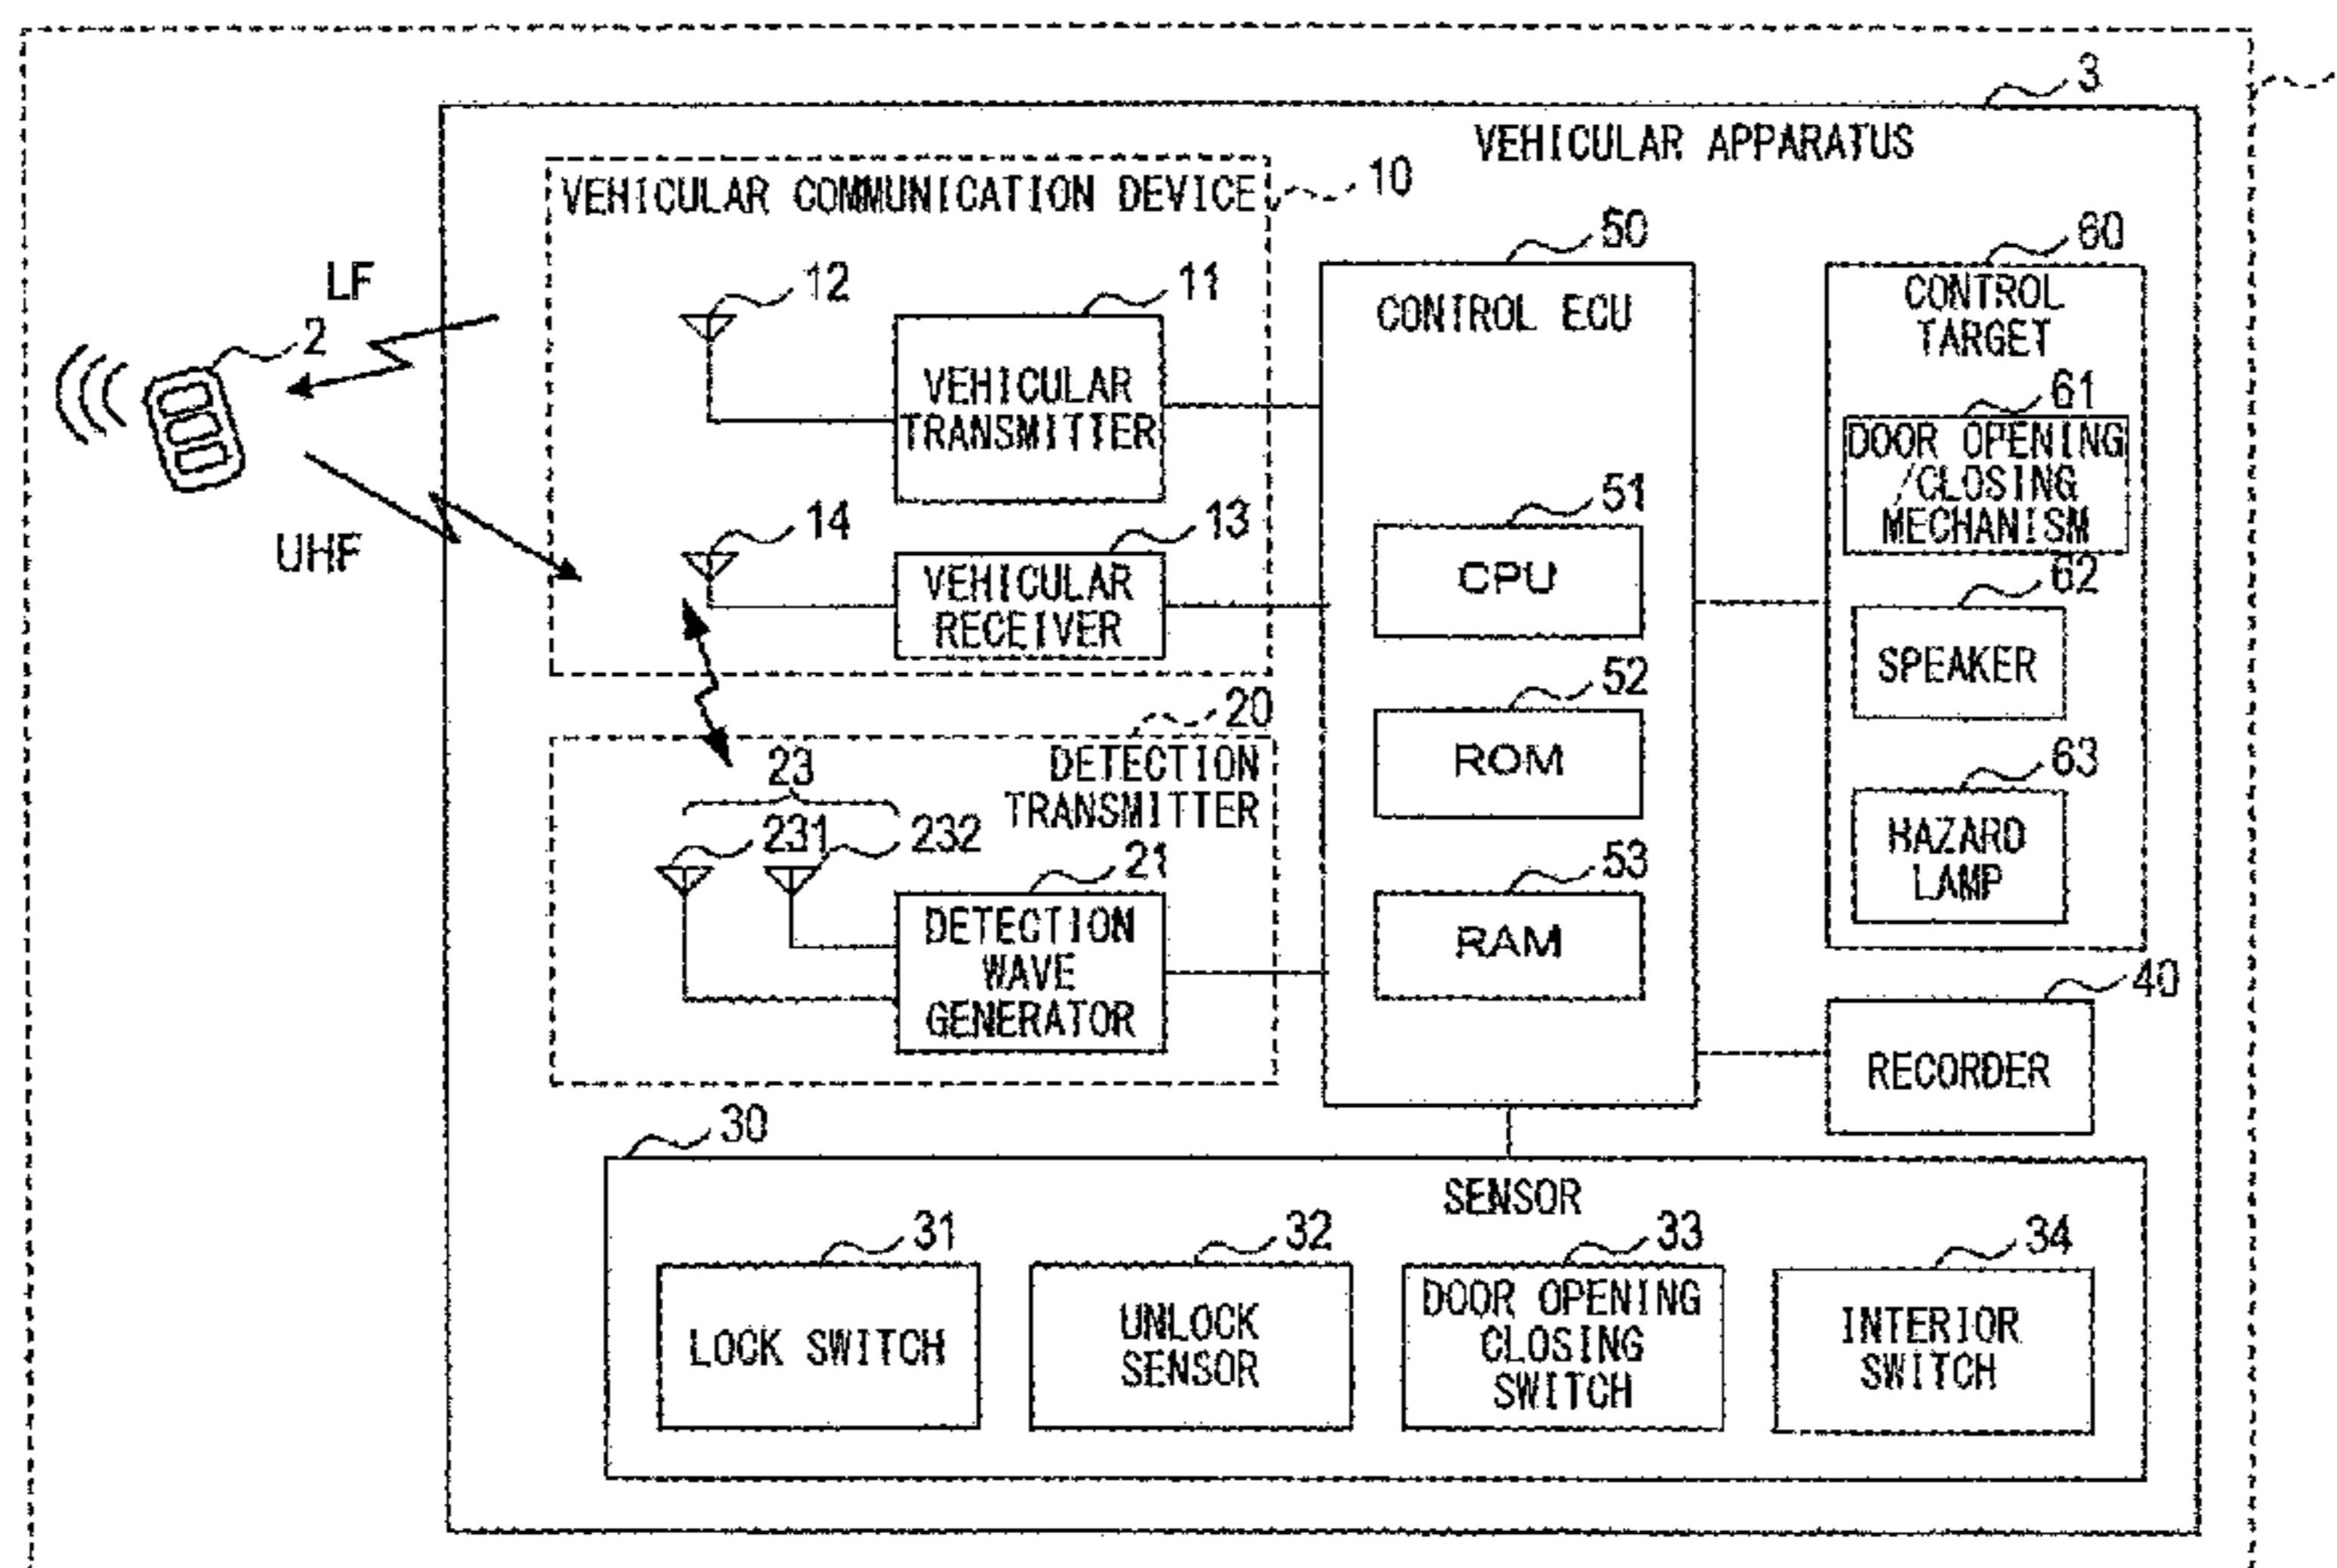 3
VEHICULAR APPARATUS
VEHICULAR COMMUNICATION DEVICE
10
50
60
LF
12
11
CONTROL ECU
CONTROL
TARGET
2
VEHICULAR
TRANSMITTER
61
DOOR OPENING
/CLOSING
MECHANISM
51
CPU
UHF
14
13
VEHICULAR
RECEIVER
62
SPEAKER
52
ROM
20
DETECTION
TRANSMITTER
23
63
HAZARD
LAMP
231
232
21
DETECTION
WAVE
GENERATOR
53
RAM
40
RECORDER
30
SENSOR
31
32
33
34
LOCK SWITCH
UNLOCK
SENSOR
DOOR OPENING
CLOSING
SWITCH
INTERIOR
SWITCH